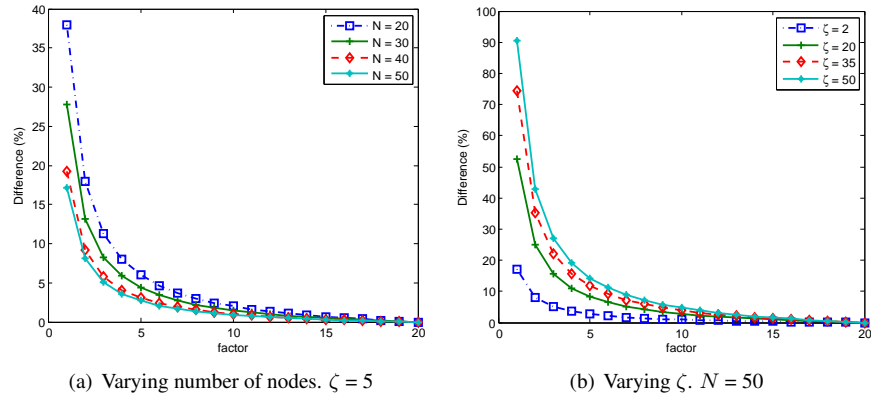 40
35
30
25
20
15
10
5
0
Difference (%)
0 5 10 15 20
factor
N = 20
N = 30
N = 40
N = 50
(a) Varying number of nodes. ζ = 5
100
90
80
70
60
50
40
30
20
10
0
Difference (%)
0 5 10 15 20
factor
ζ = 2
ζ = 20
ζ = 35
ζ = 50
(b) Varying ζ. N = 50